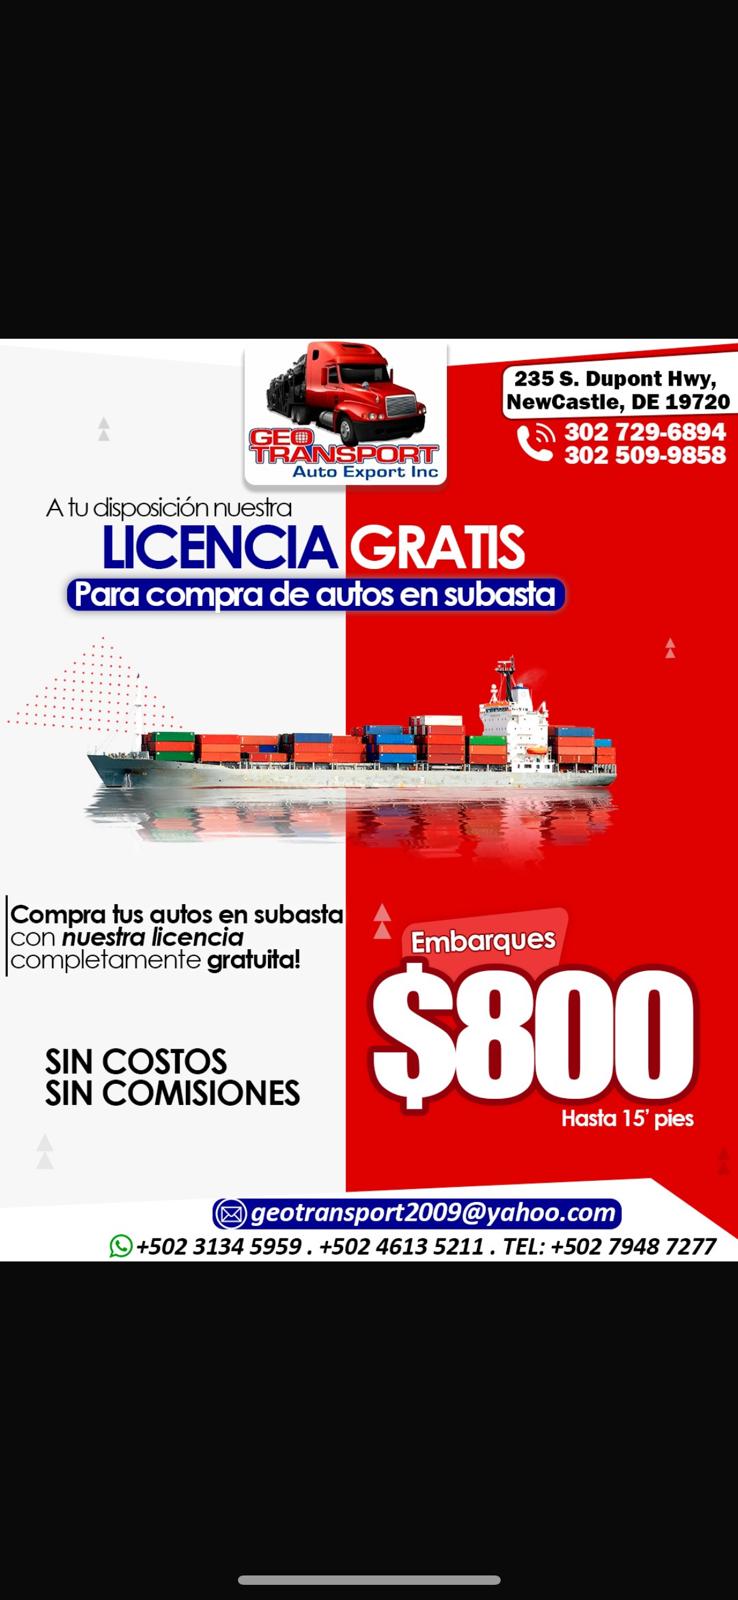 GEO
TRANSPORT
Auto Export Inc
235 S. Dupont Hwy,
NewCastle, DE 19720
302 729-6894
302 509-9858
A tu disposición nuestra
LICENCIA GRATIS
Para compra de autos en subasta
Compra tus autos en subasta
con nuestra licencia
completamente gratuita!
SIN COSTOS
SIN COMISIONES
Embarques
$800
Hasta 15' pies
geotransport2009@yahoo.com
+502 3134 5959 . +502 4613 5211 . TEL: +502 7948 7277